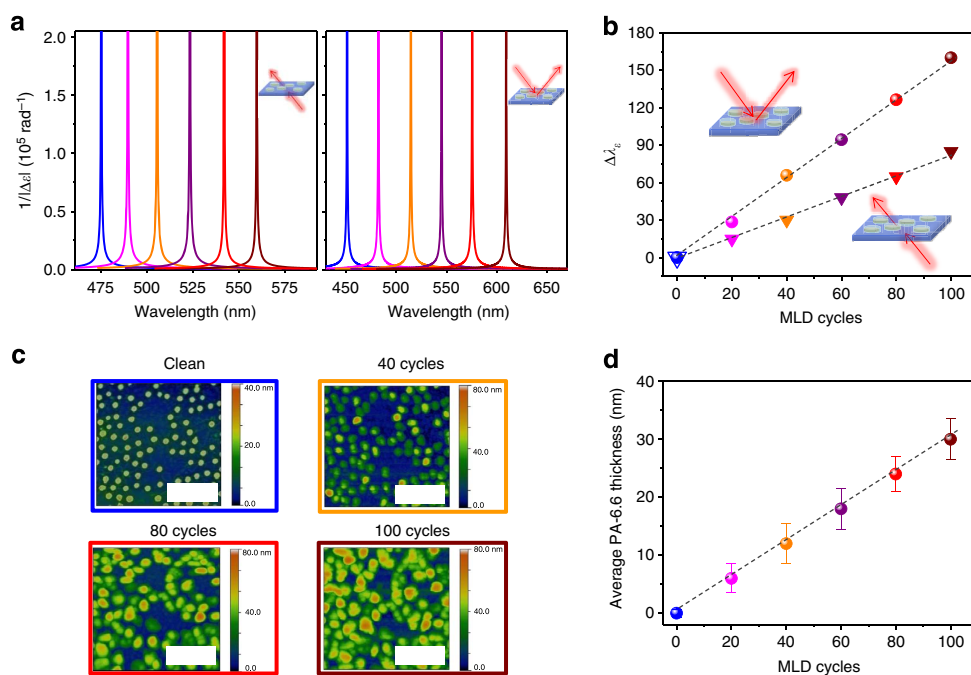 a
2.0
1.5
1.0
0.5
0.0
1/|Δε| (10⁵ rad⁻¹)
475 500 525 550 575
Wavelength (nm)
450 500 550 600 650
Wavelength (nm)
b
180
150
120
90
60
30
0
Δλε
0 20 40 60 80 100
MLD cycles
c
Clean
40.0 nm
20.0
0.0
40 cycles
80.0 nm
40.0
0.0
80 cycles
80.0 nm
40.0
0.0
100 cycles
80.0 nm
40.0
0.0
d
40
30
20
10
0
Average PA-6.6 thickness (nm)
0 20 40 60 80 100
MLD cycles